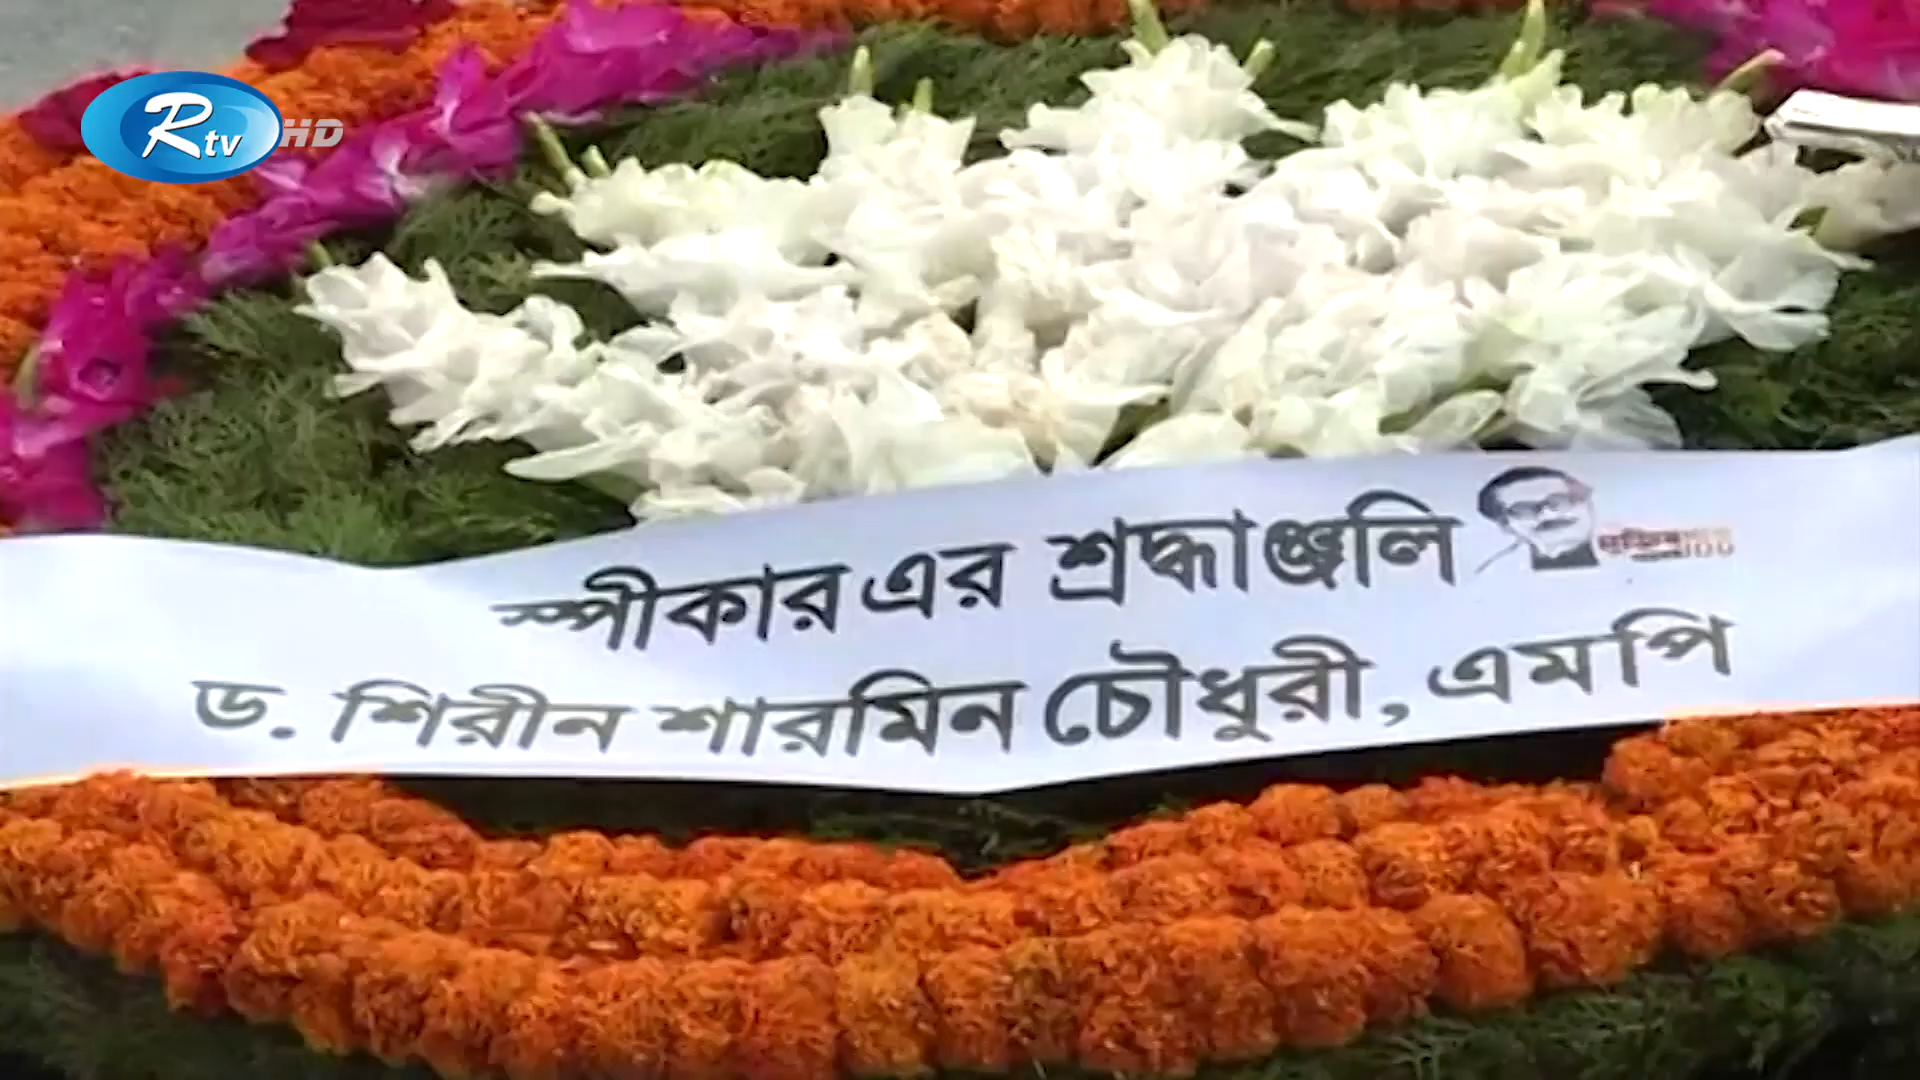 Rtv HD
স্পীকার এর শ্রদ্ধাঞ্জলি
ড. শিরীন শারমিন চৌধুরী, এমপি